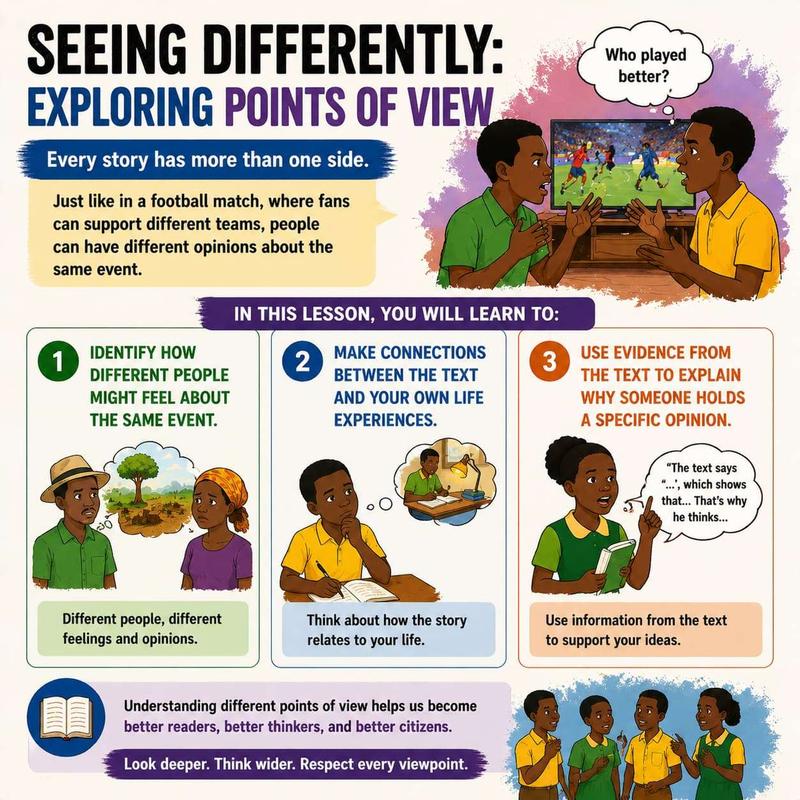 SEEING DIFFERENTLY:
EXPLORING POINTS OF VIEW
Who played
better?
Every story has more than one side.
Just like in a football match, where fans
can support different teams, people
can have different opinions about the
same event.
IN THIS LESSON, YOU WILL LEARN TO:
1
IDENTIFY HOW
DIFFERENT PEOPLE
MIGHT FEEL ABOUT
THE SAME EVENT.
Different people, different
feelings and opinions.
2
MAKE CONNECTIONS
BETWEEN THE TEXT
AND YOUR OWN LIFE
EXPERIENCES.
Think about how the story
relates to your life.
3
USE EVIDENCE FROM
THE TEXT TO EXPLAIN
WHY SOMEONE HOLDS
A SPECIFIC OPINION.
"The text says
“...’, which shows
that... That's why
he thinks...
Use information from the text
to support your ideas.
Understanding different points of view helps us become
better readers, better thinkers, and better citizens.
Look deeper. Think wider. Respect every viewpoint.